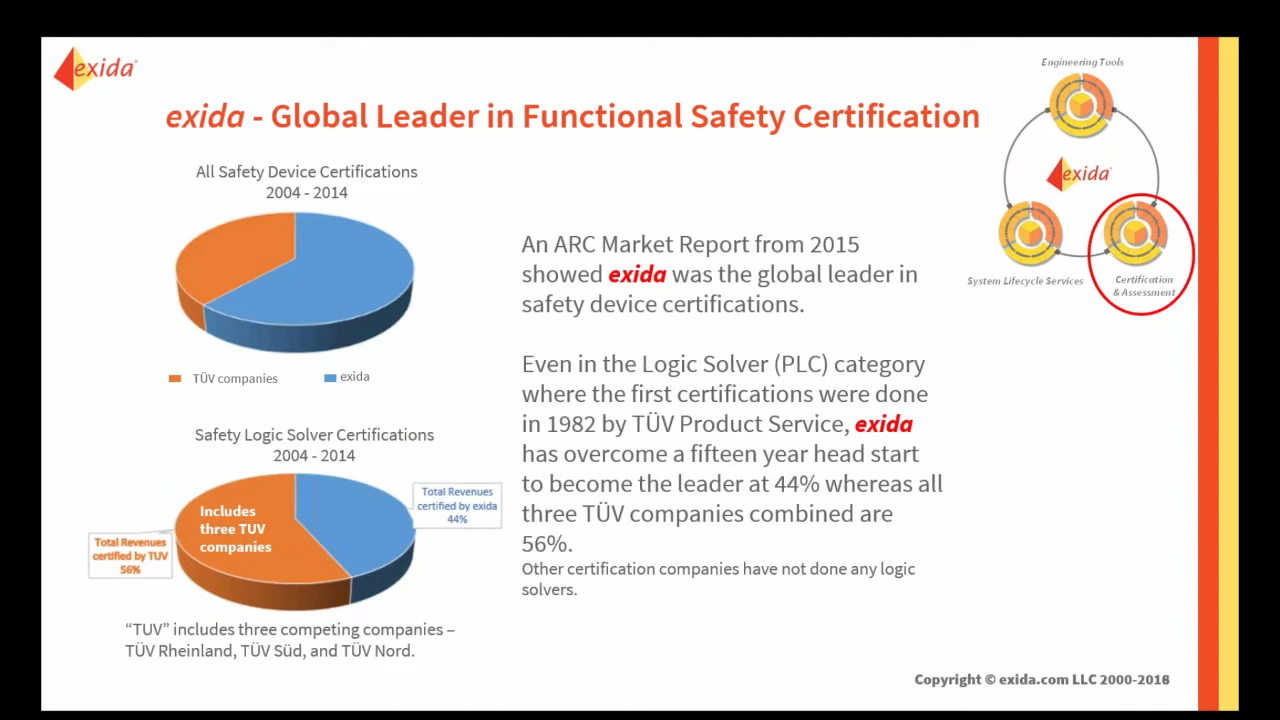 exida
exida - Global Leader in Functional Safety Certification
Engineering Tools
exida
System Lifecycle Services
Certification
& Assessment
All Safety Device Certifications
2004 - 2014
TÜV companies
exida
Safety Logic Solver Certifications
2004 - 2014
Includes
three TUV
companies
Total Revenues
certified by exida
44%
Total Revenues
certified by TUV
56%
"TUV" includes three competing companies –
TÜV Rheinland, TÜV Süd, and TÜV Nord.
An ARC Market Report from 2015
showed exida was the global leader in
safety device certifications.
Even in the Logic Solver (PLC) category
where the first certifications were done
in 1982 by TÜV Product Service, exida
has overcome a fifteen year head start
to become the leader at 44% whereas all
three TÜV companies combined are
56%.
Other certification companies have not done any logic
solvers.
Copyright © exida.com LLC 2000-